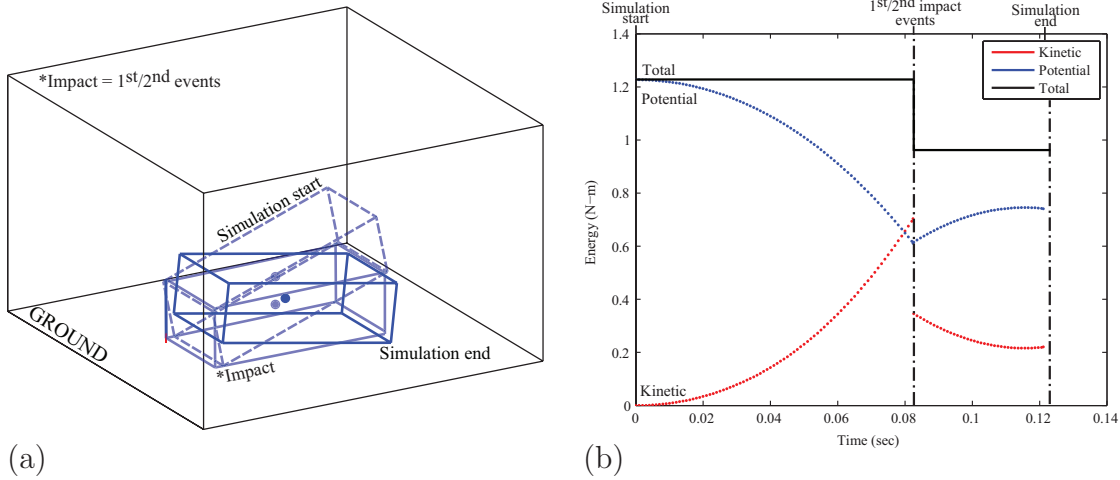 *Impact = 1st/2nd events
Simulation start
GROUND
Simulation end
*Impact
(a)
Simulation
start
1st/2nd impact
events
Simulation
end
1.4
1.2
1
0.8
0.6
0.4
0.2
0
Energy (N−m)
Total
Potential
Kinetic
Kinetic
Potential
Total
0
0.02
0.04
0.06
0.08
0.1
0.12
0.14
Time (sec)
(b)